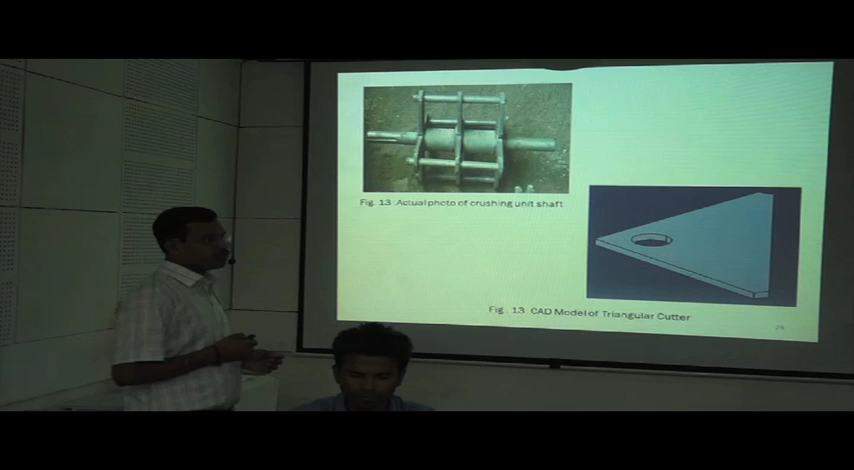 Fig. 13 :Actual photo of crushing unit shaft
Fig. 13 CAD Model of Triangular Cutter